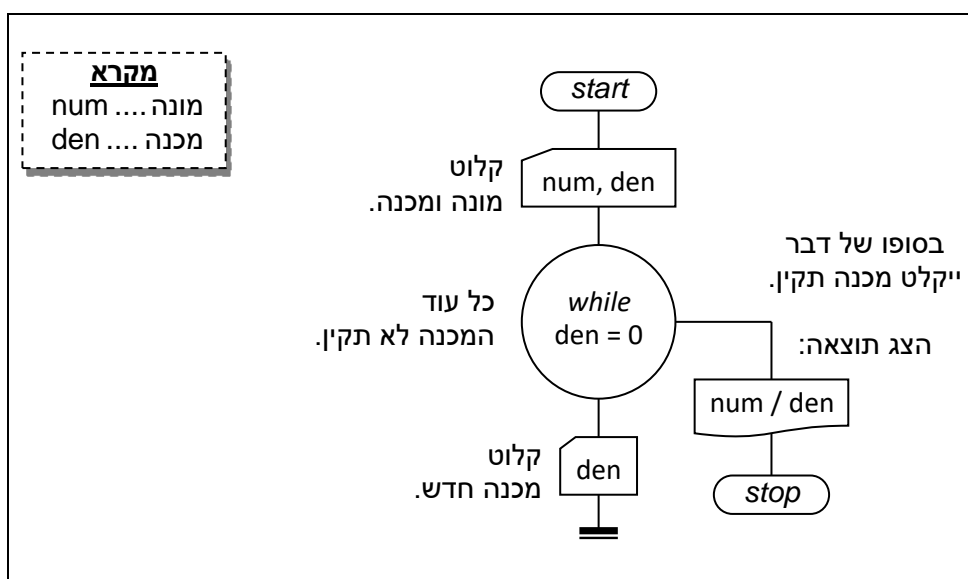 מקרא
מונה .... num
מכנה .... den
start
קלוט
מונה ומכנה.
num, den
כל עוד
המכנה לא תקין.
while
den = 0
בסופו של דבר
ייקלט מכנה תקין.
הצג תוצאה:
num / den
stop
קלוט
מכנה חדש.
den